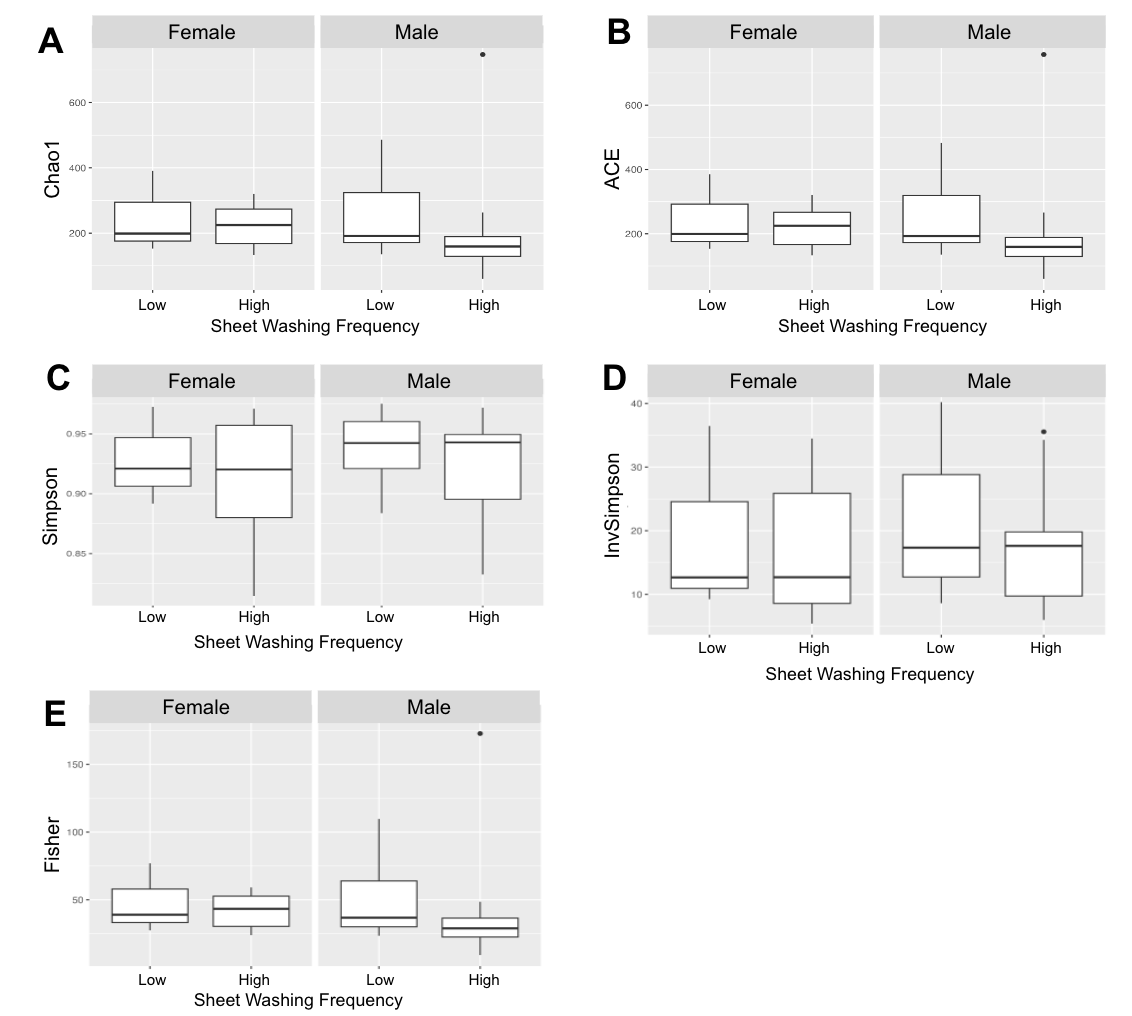 A
Female
Male
Chao1
600
400
200
Low
High
Low
High
Sheet Washing Frequency
B
Female
Male
ACE
600
400
200
Low
High
Low
High
Sheet Washing Frequency
C
Female
Male
Simpson
0.95
0.90
0.85
Low
High
Low
High
Sheet Washing Frequency
D
Female
Male
InvSimpson
40
30
20
10
Low
High
Low
High
Sheet Washing Frequency
E
Female
Male
Fisher
150
100
50
Low
High
Low
High
Sheet Washing Frequency